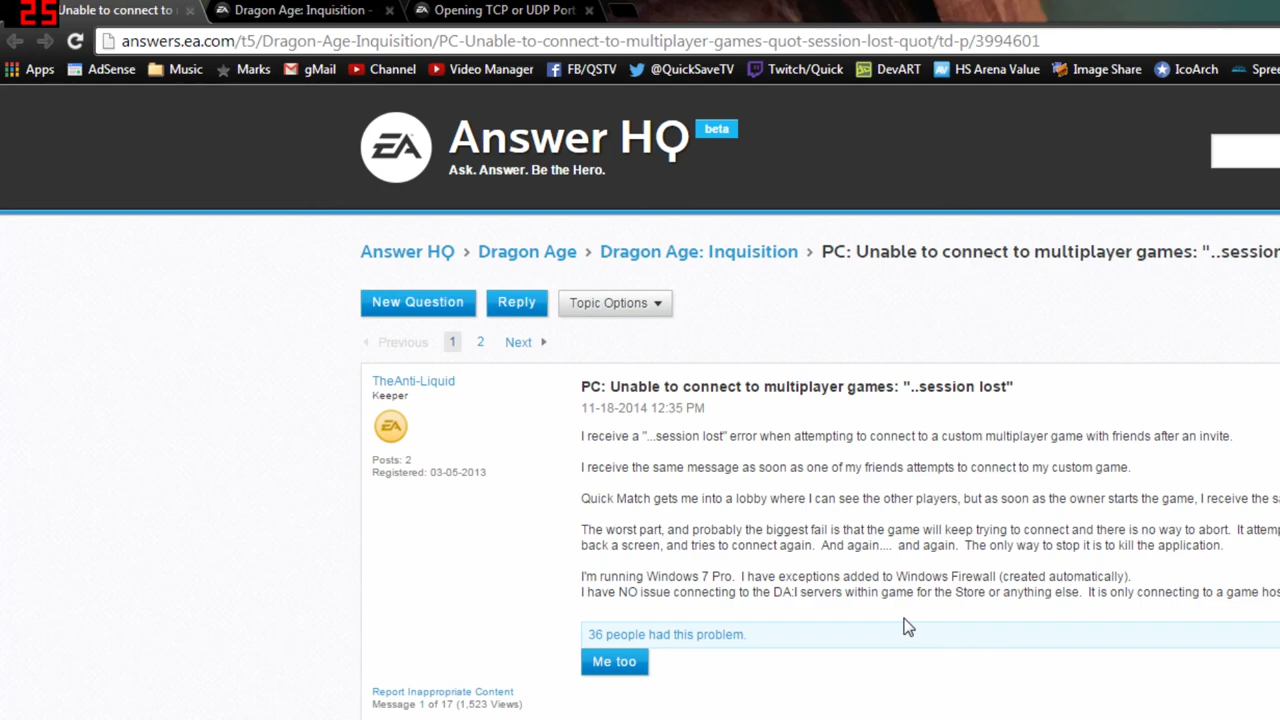 25
Unable to connect to
Dragon Age: Inquisition -
Opening TCP or UDP Port
answers.ea.com/t5/Dragon-Age-Inquisition/PC-Unable-to-connect-to-multiplayer-games-quot-session-lost-quot/td-p/3994601
Apps AdSense Music Marks gMail Channel Video Manager FB/QSTV @QuickSaveTV Twitch/Quick DevART HS Arena Value Image Share IcoArch Spree
EA Answer HQ beta
Ask. Answer. Be the Hero.
Answer HQ › Dragon Age › Dragon Age: Inquisition › PC: Unable to connect to multiplayer games: "..session
New Question Reply Topic Options
Previous 1 2 Next
TheAnti-Liquid
Keeper
EA
Posts: 2
Registered: 03-05-2013
PC: Unable to connect to multiplayer games: "..session lost"
11-18-2014 12:35 PM
I receive a "...session lost" error when attempting to connect to a custom multiplayer game with friends after an invite.
I receive the same message as soon as one of my friends attempts to connect to my custom game.
Quick Match gets me into a lobby where I can see the other players, but as soon as the owner starts the game, I receive the sa
The worst part, and probably the biggest fail is that the game will keep trying to connect and there is no way to abort. It attemp
back a screen, and tries to connect again. And again.... and again. The only way to stop it is to kill the application.
I'm running Windows 7 Pro. I have exceptions added to Windows Firewall (created automatically).
I have NO issue connecting to the DA:I servers within game for the Store or anything else. It is only connecting to a game hos
36 people had this problem.
Me too
Report Inappropriate Content
Message 1 of 17 (1,523 Views)